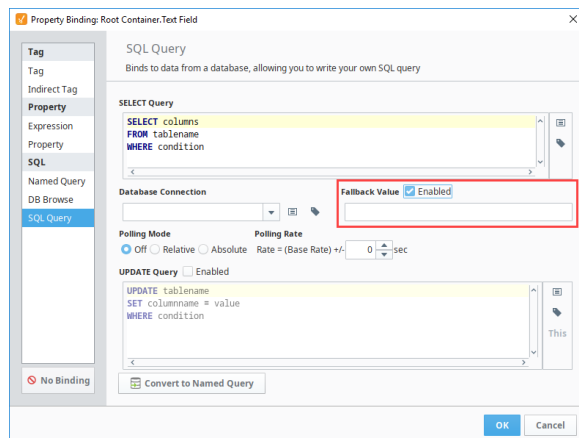 Property Binding: Root Container.Text Field
Tag
Tag
Indirect Tag
Property
Expression
Property
SQL
Named Query
DB Browse
SQL Query
No Binding
SQL Query
Binds to data from a database, allowing you to write your own SQL query
SELECT Query
SELECT columns
FROM tablename
WHERE condition
Database Connection
Fallback Value Enabled
Polling Mode Polling Rate
Off Relative Absolute Rate = (Base Rate) +/- 0 sec
UPDATE Query Enabled
UPDATE tablename
SET columnname = value
WHERE condition
This
Convert to Named Query
OK Cancel